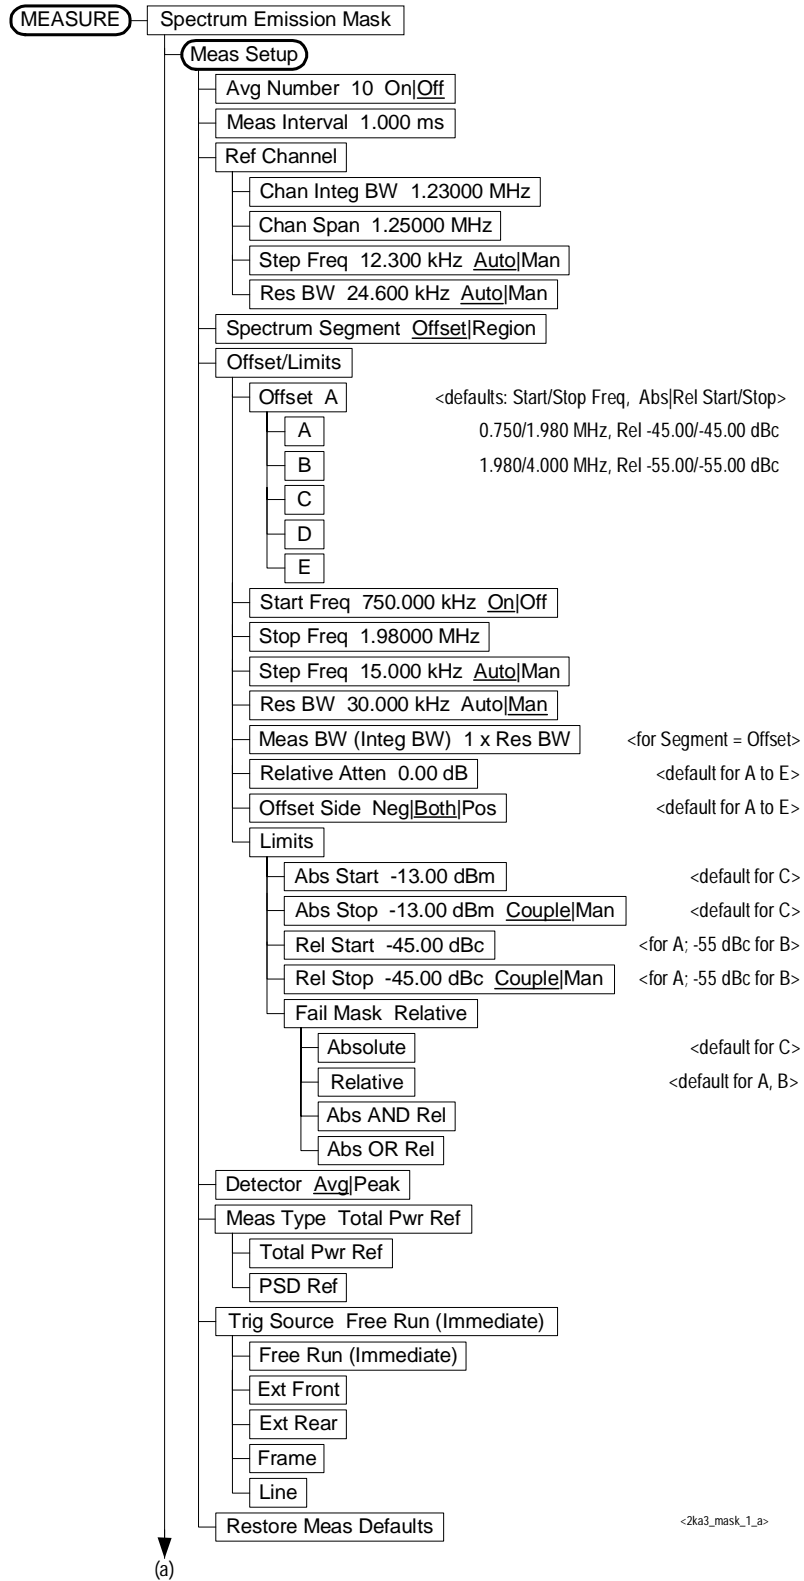 MEASURE Spectrum Emission Mask
Meas Setup
Avg Number 10 On|Off
Meas Interval 1.000 ms
Ref Channel
Chan Integ BW 1.23000 MHz
Chan Span 1.25000 MHz
Step Freq 12.300 kHz Auto|Man
Res BW 24.600 kHz Auto|Man
Spectrum Segment Offset|Region
Offset/Limits
Offset A <defaults: Start/Stop Freq, Abs|Rel Start/Stop>
A 0.750/1.980 MHz, Rel -45.00/-45.00 dBc
B 1.980/4.000 MHz, Rel -55.00/-55.00 dBc
C
D
E
Start Freq 750.000 kHz On|Off
Stop Freq 1.98000 MHz
Step Freq 15.000 kHz Auto|Man
Res BW 30.000 kHz Auto|Man
Meas BW (Integ BW) 1 x Res BW <for Segment = Offset>
Relative Atten 0.00 dB <default for A to E>
Offset Side Neg|Both|Pos <default for A to E>
Limits
Abs Start -13.00 dBm <default for C>
Abs Stop -13.00 dBm Couple|Man <default for C>
Rel Start -45.00 dBc <for A; -55 dBc for B>
Rel Stop -45.00 dBc Couple|Man <for A; -55 dBc for B>
Fail Mask Relative
Absolute <default for C>
Relative <default for A, B>
Abs AND Rel
Abs OR Rel
Detector Avg|Peak
Meas Type Total Pwr Ref
Total Pwr Ref
PSD Ref
Trig Source Free Run (Immediate)
Free Run (Immediate)
Ext Front
Ext Rear
Frame
Line
Restore Meas Defaults <2ka3_mask_1_a>
(a)